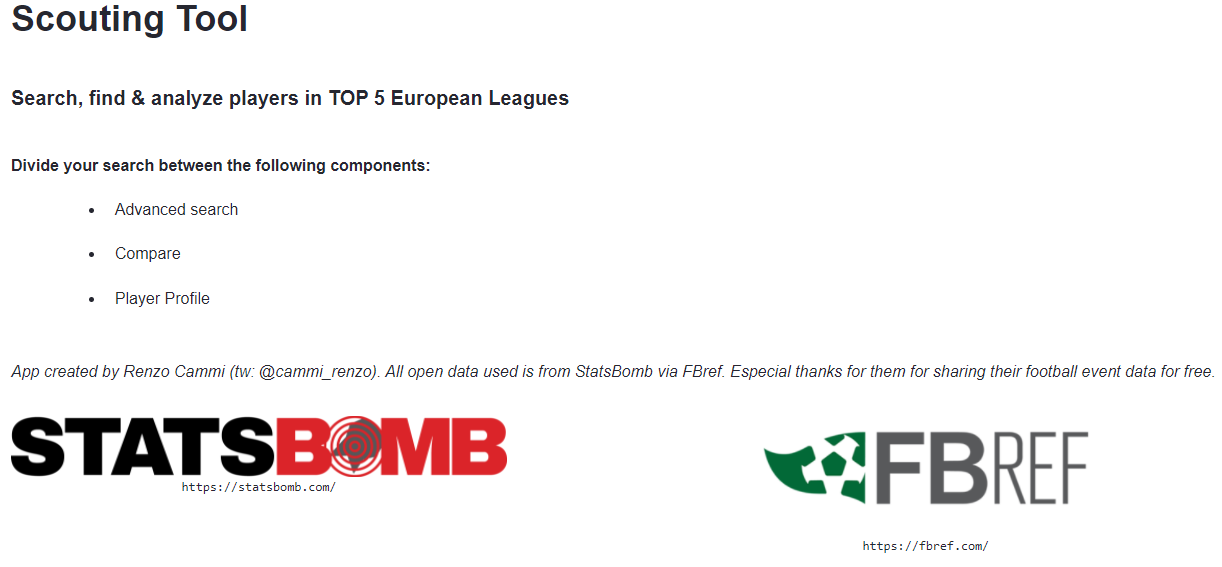 Scouting Tool
Search, find & analyze players in TOP 5 European Leagues
Divide your search between the following components:
Advanced search
Compare
Player Profile
App created by Renzo Cammi (tw: @cammi_renzo). All open data used is from StatsBomb via FBref. Especial thanks for them for sharing their football event data for free.
STATSBOMB
https://statsbomb.com/
FBREF
https://fbref.com/